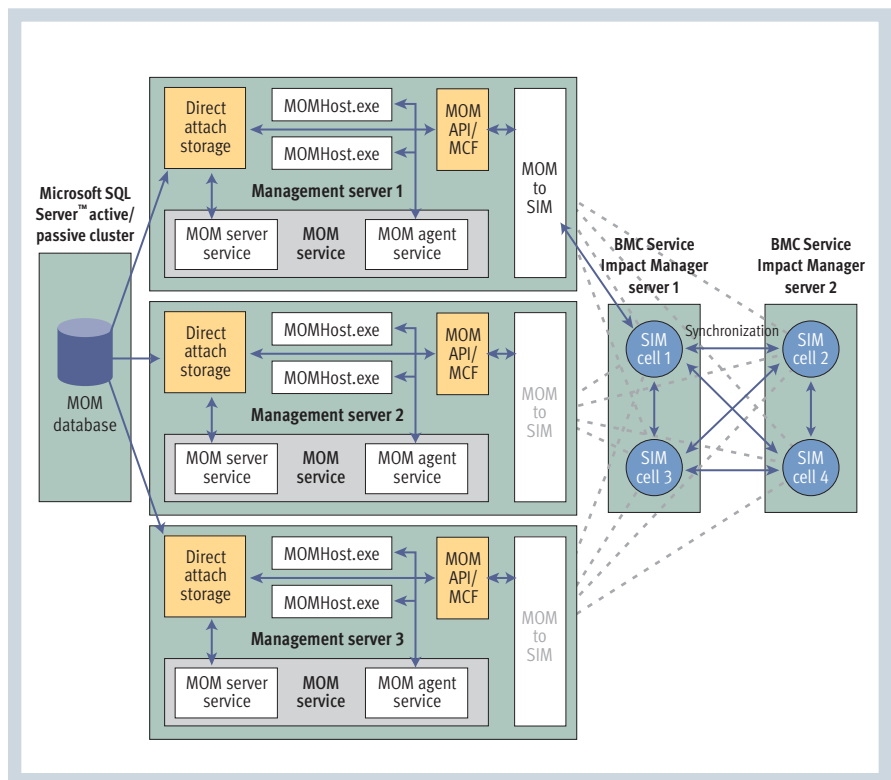 Microsoft SQL
Server™ active/
passive cluster
MOM
database
Direct
attach
storage
MOMHost.exe
MOMHost.exe
MOM
API/
MCF
MOM
to
SIM
Management server 1
MOM server
service
MOM
service
MOM agent
service
Direct
attach
storage
MOMHost.exe
MOMHost.exe
MOM
API/
MCF
MOM
to
SIM
Management server 2
MOM server
service
MOM
service
MOM agent
service
Direct
attach
storage
MOMHost.exe
MOMHost.exe
MOM
API/
MCF
MOM
to
SIM
Management server 3
MOM server
service
MOM
service
MOM agent
service
BMC Service
Impact Manager
server 1
BMC Service
Impact Manager
server 2
Synchronization
SIM
cell 1
SIM
cell 2
SIM
cell 3
SIM
cell 4